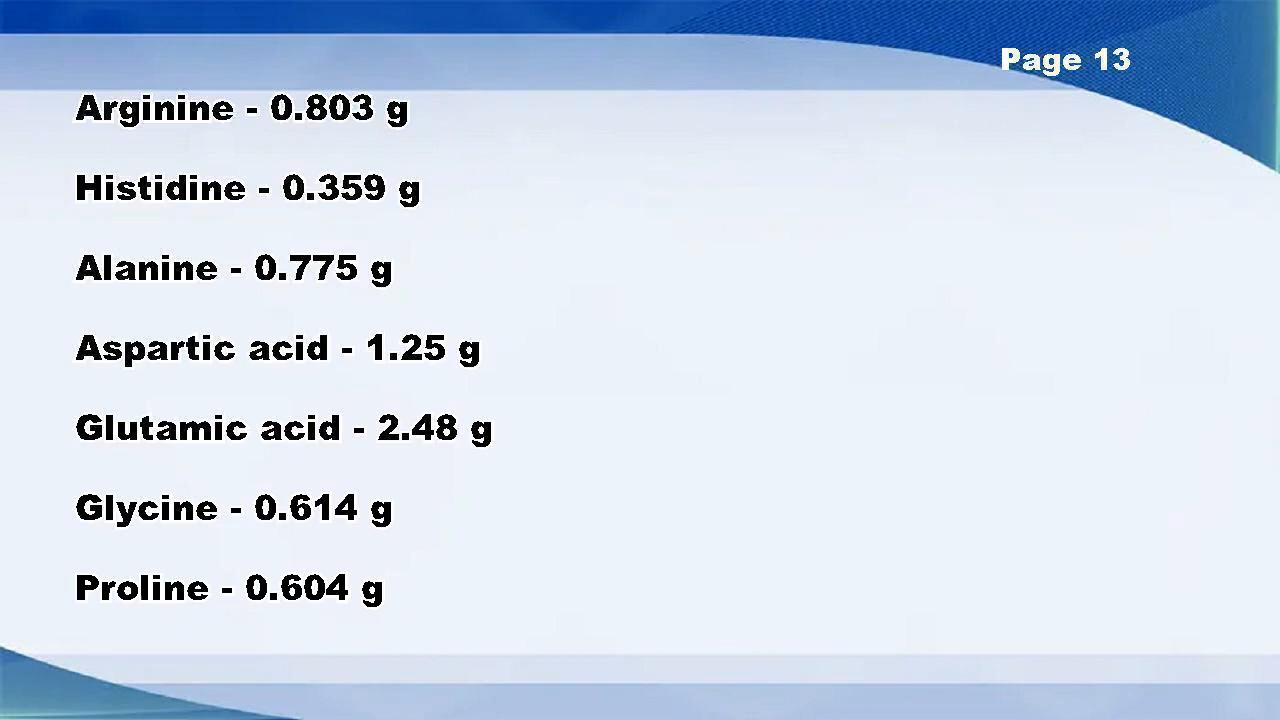 Page 13
Arginine - 0.803 g
Histidine - 0.359 g
Alanine - 0.775 g
Aspartic acid - 1.25 g
Glutamic acid - 2.48 g
Glycine - 0.614 g
Proline - 0.604 g